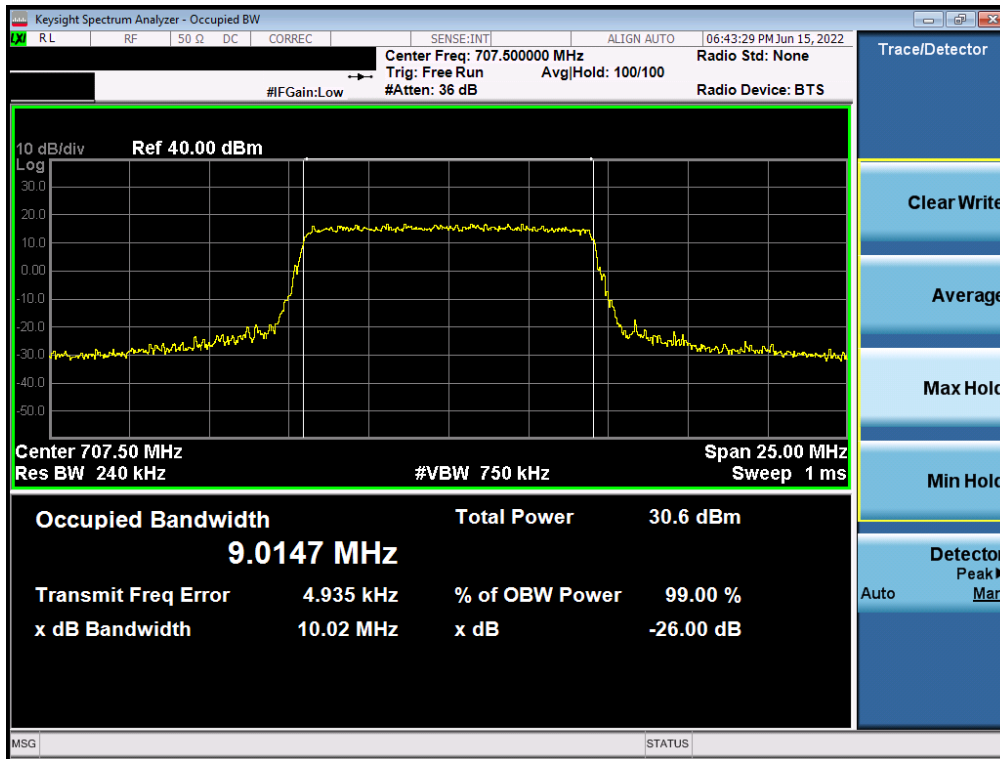 Keysight Spectrum Analyzer - Occupied BW
LXI RL RF 50 Ω DC CORREC SENSE:INT ALIGN AUTO 06:43:29 PM Jun 15, 2022
Center Freq: 707.500000 MHz Radio Std: None
Trig: Free Run Avg|Hold: 100/100
#IFGain:Low #Atten: 36 dB Radio Device: BTS
Trace/Detector
10 dB/div Ref 40.00 dBm
Log
30.0
20.0
10.0
0.00
-10.0
-20.0
-30.0
-40.0
-50.0
Center 707.50 MHz Span 25.00 MHz
Res BW 240 kHz #VBW 750 kHz Sweep 1 ms
Occupied Bandwidth Total Power 30.6 dBm
9.0147 MHz
Transmit Freq Error 4.935 kHz % of OBW Power 99.00 %
x dB Bandwidth 10.02 MHz x dB -26.00 dB
Clear Write
Average
Max Hold
Min Hold
Detector
Peak▶
Auto Man
MSG STATUS